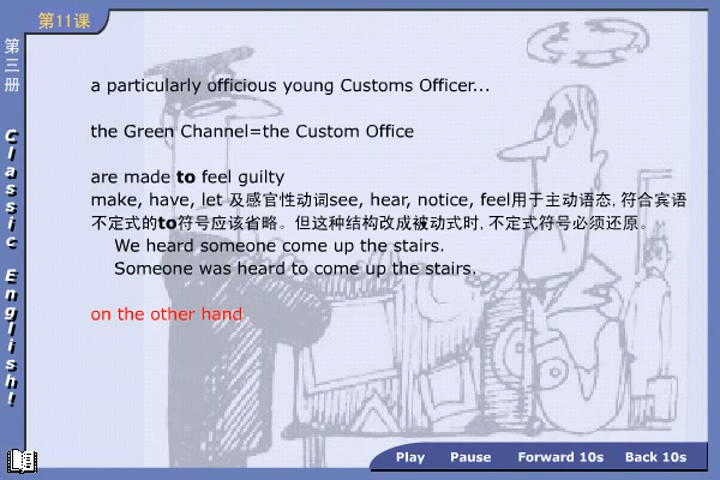 第11课
第三册
Classic English!
a particularly officious young Customs Officer...
the Green Channel=the Custom Office
are made to feel guilty
make, have, let 及感官性动词see, hear, notice, feel用于主动语态, 符合宾语
不定式的to符号应该省略。但这种结构改成被动式时, 不定式符号必须还原。
We heard someone come up the stairs.
Someone was heard to come up the stairs.
on the other hand
Play Pause Forward 10s Back 10s